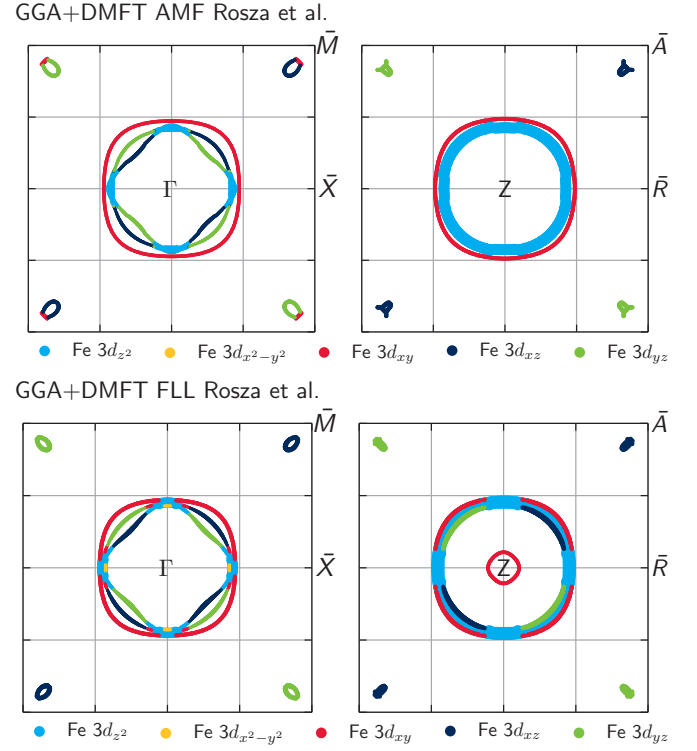 GGA+DMFT AMF Rosza et al.
M̄ Ā
Γ X̄ Z R̄
Fe 3d_{z²} Fe 3d_{x²−y²} Fe 3d_{xy} Fe 3d_{xz} Fe 3d_{yz}
GGA+DMFT FLL Rosza et al.
M̄ Ā
Γ X̄ Z R̄
Fe 3d_{z²} Fe 3d_{x²−y²} Fe 3d_{xy} Fe 3d_{xz} Fe 3d_{yz}